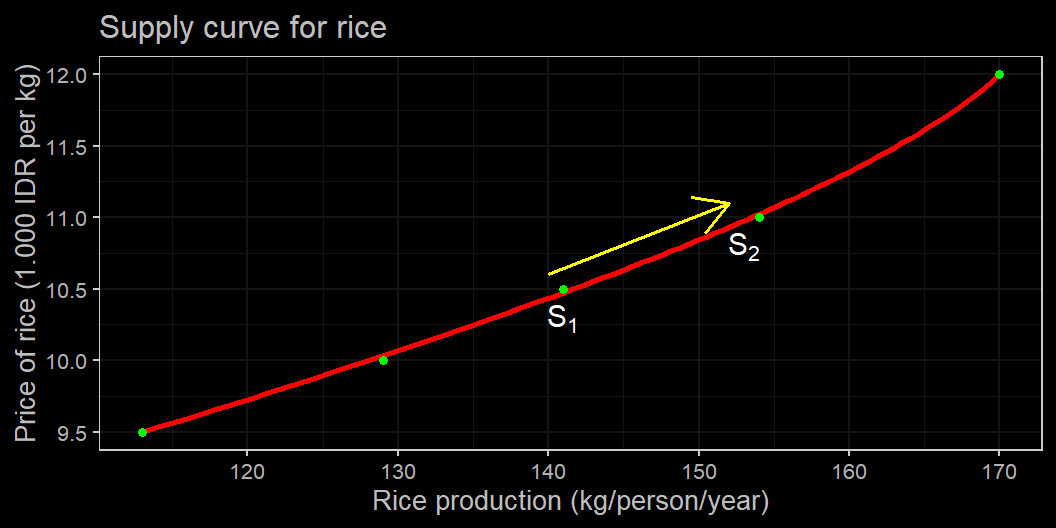 Supply curve for rice
Price of rice (1.000 IDR per kg)
12.0
11.5
11.0
10.5
10.0
9.5
S2
S1
120 130 140 150 160 170
Rice production (kg/person/year)